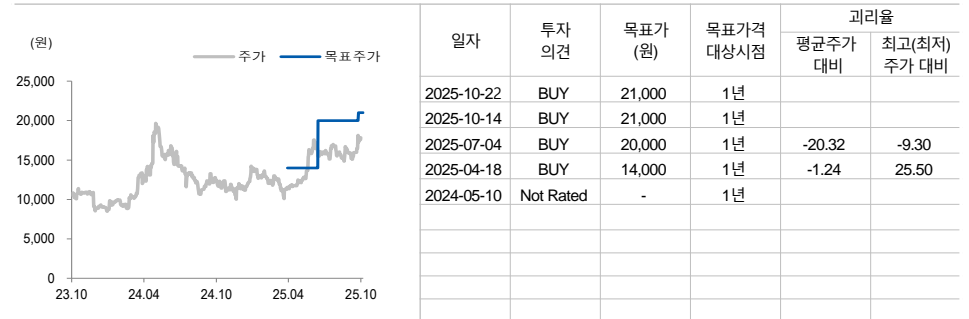 (원)
주가 목표주가
25,000
20,000
15,000
10,000
5,000
0
23.10 24.04 24.10 25.04 25.10
일자 투자 의견 목표가 (원) 목표가격 대상시점 괴리율
평균주가 대비 최고(최저) 주가 대비
2025-10-22 BUY 21,000 1년
2025-10-14 BUY 21,000 1년
2025-07-04 BUY 20,000 1년 -20.32 -9.30
2025-04-18 BUY 14,000 1년 -1.24 25.50
2024-05-10 Not Rated - 1년